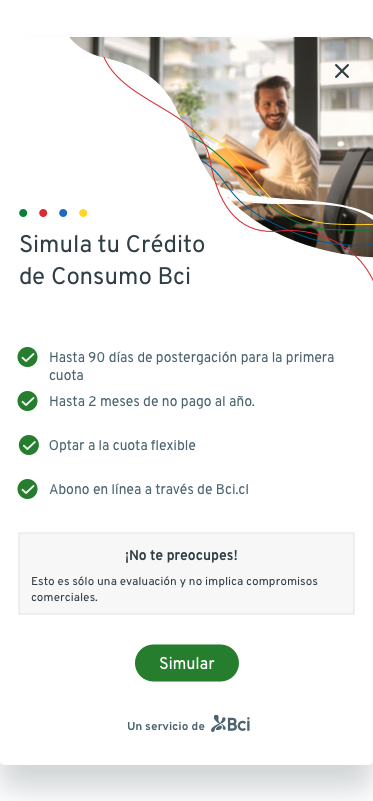 Simula tu Crédito
de Consumo Bci
Hasta 90 días de postergación para la primera
cuota
Hasta 2 meses de no pago al año.
Optar a la cuota flexible
Abono en línea a través de Bci.cl
¡No te preocupes!
Esto es sólo una evaluación y no implica compromisos
comerciales.
Simular
Un servicio de Bci